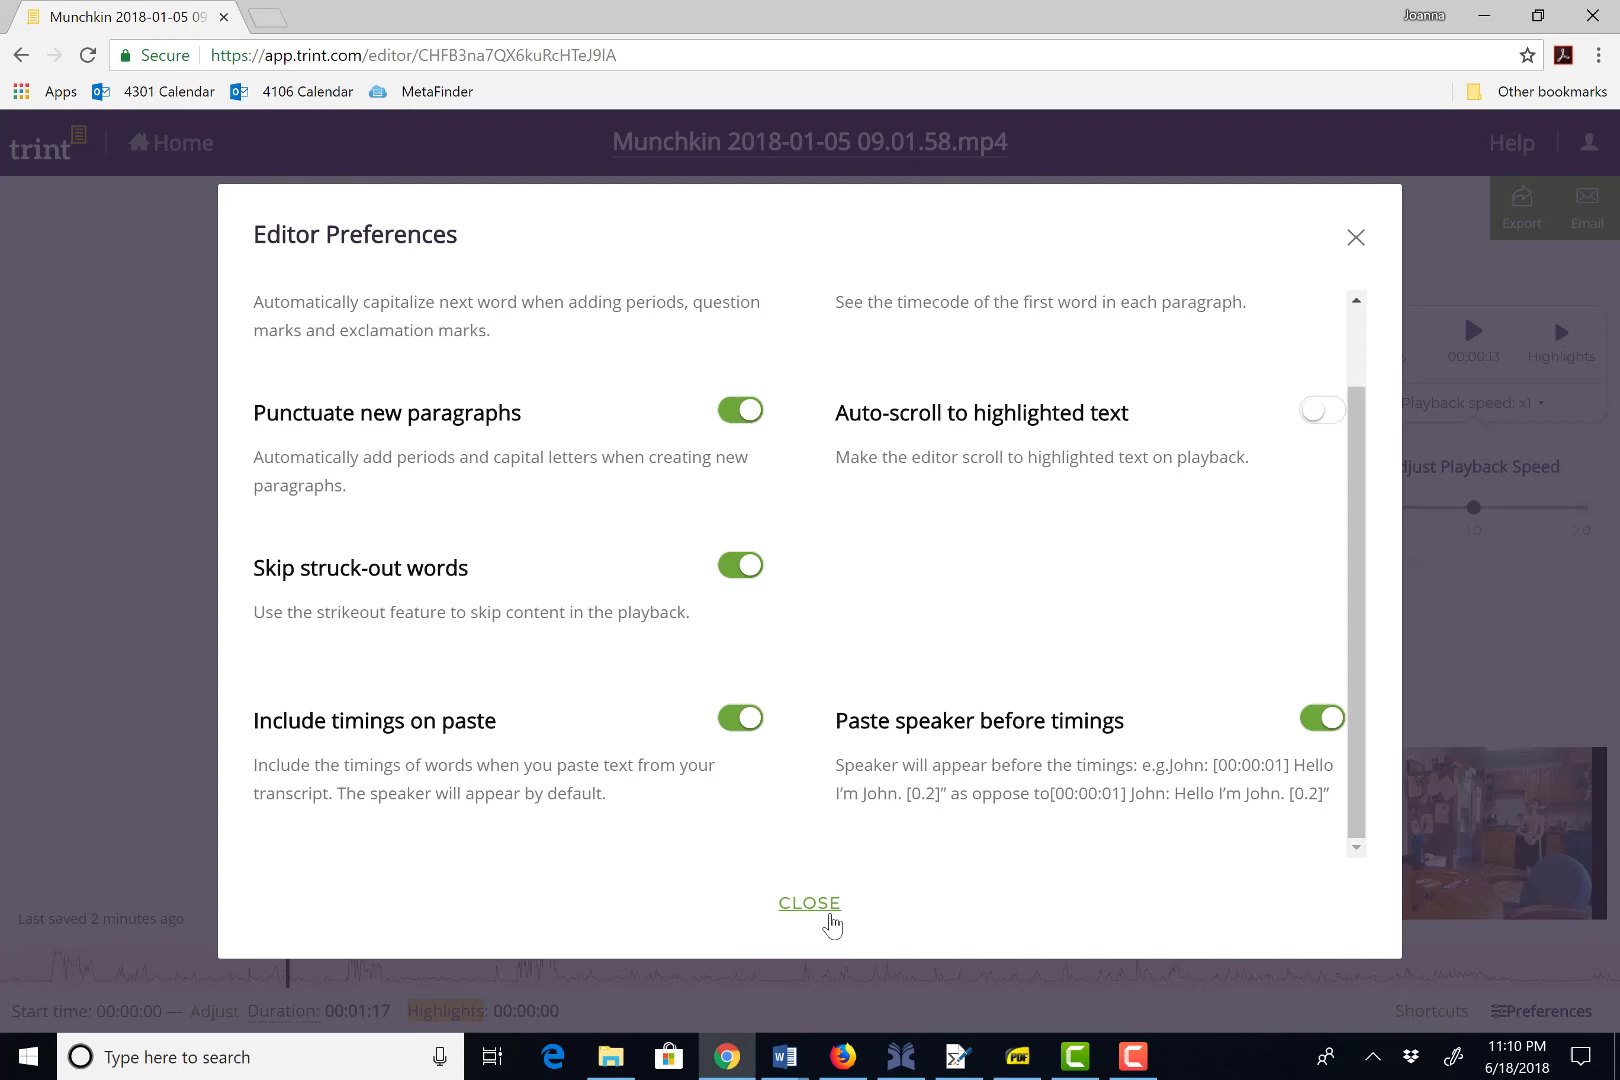 Munchkin 2018-01-05 09
Joanna
Secure
https://app.trint.com/editor/CHFB3na7QX6kuRcHTeJ9lA
Apps
4301 Calendar
4106 Calendar
MetaFinder
Other bookmarks
trint
Home
Munchkin 2018-01-05 09.01.58.mp4
Help
Export
Email
Editor Preferences
Automatically capitalize next word when adding periods, question
marks and exclamation marks.
See the timecode of the first word in each paragraph.
00:00:13
Highlights
Punctuate new paragraphs
Automatically add periods and capital letters when creating new
paragraphs.
Auto-scroll to highlighted text
Make the editor scroll to highlighted text on playback.
Playback speed: x1
djust Playback Speed
1.0
2.0
Skip struck-out words
Use the strikeout feature to skip content in the playback.
Include timings on paste
Include the timings of words when you paste text from your
transcript. The speaker will appear by default.
Paste speaker before timings
Speaker will appear before the timings: e.g.John: [00:00:01] Hello
I'm John. [0.2]” as oppose to[00:00:01] John: Hello I'm John. [0.2]”
CLOSE
Last saved 2 minutes ago
Start time: 00:00:00 — Adjust Duration: 00:01:17 Highlights: 00:00:00
Shortcuts
Preferences
Type here to search
PDF
11:10 PM
6/18/2018